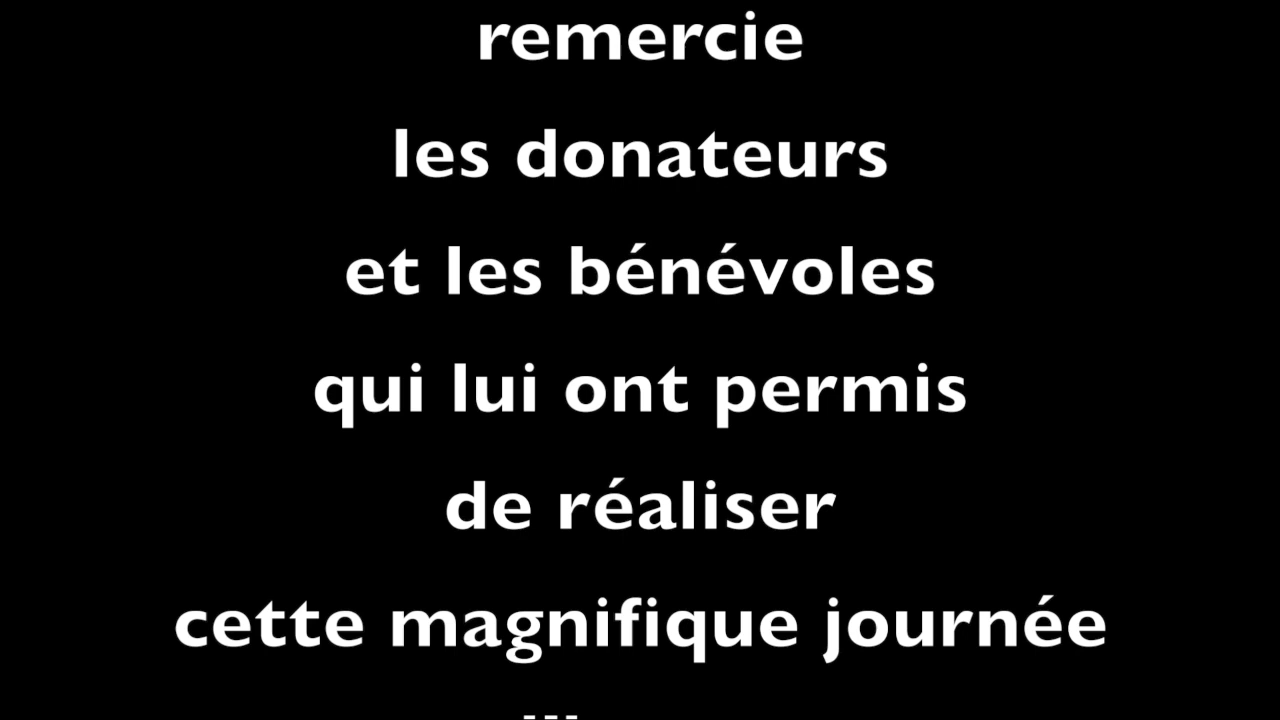 remercie
les donateurs
et les bénévoles
qui lui ont permis
de réaliser
cette magnifique journée